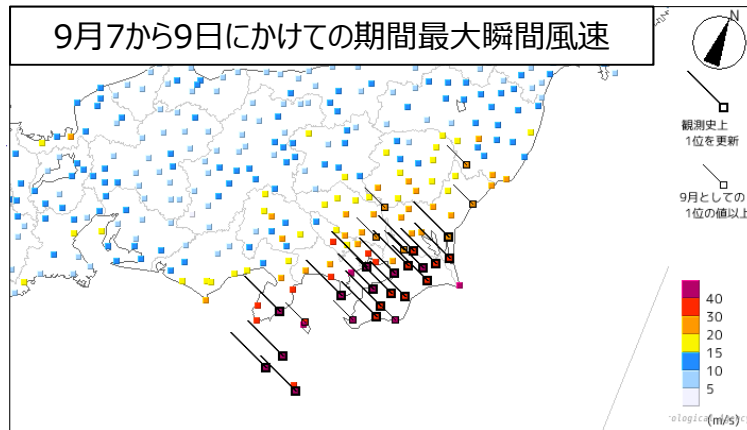 9月7から9日にかけての期間最大瞬間風速
N
観測史上
1位を更新
9月としての
1位の値以上
40
30
20
15
10
5
(m/s)